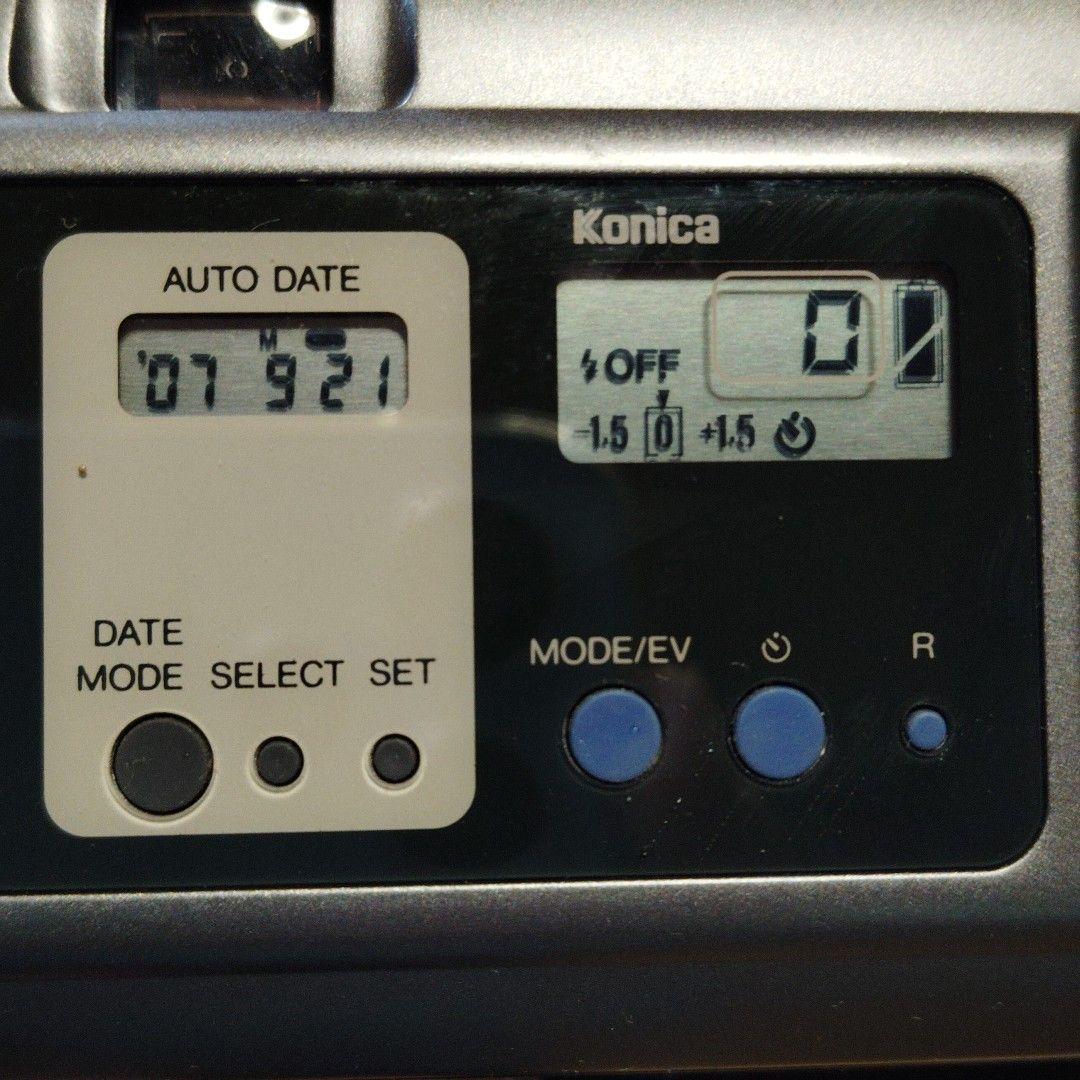 Konica
AUTO DATE
M
'07 9 21
0
OFF
-1.5 0 +1.5
DATE
MODE SELECT SET
MODE/EV R